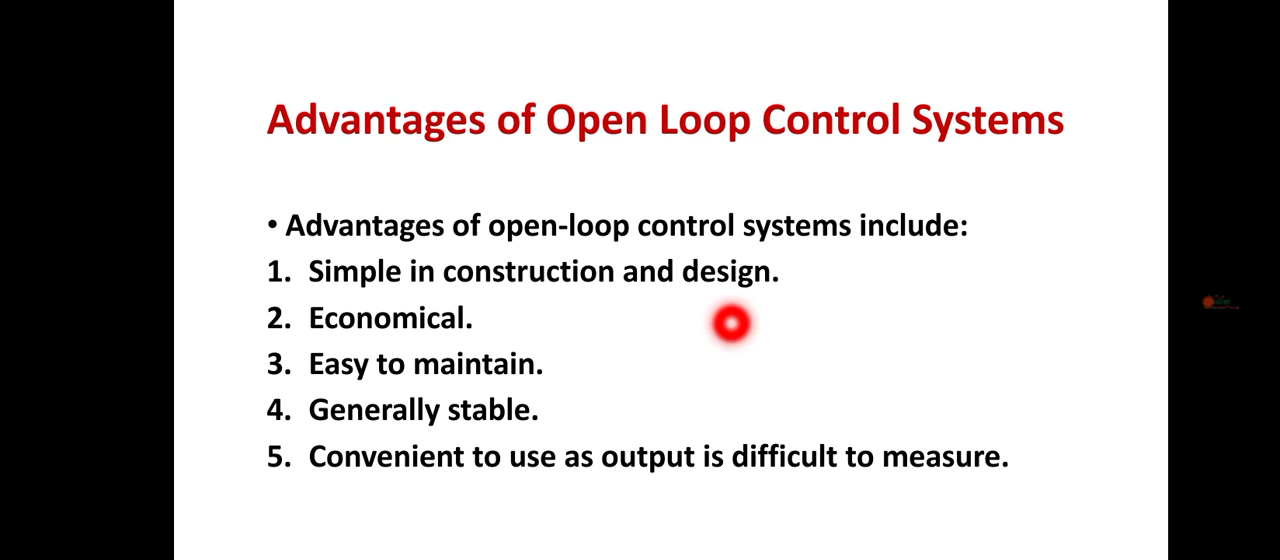 Advantages of Open Loop Control Systems
• Advantages of open-loop control systems include:
1. Simple in construction and design.
2. Economical.
3. Easy to maintain.
4. Generally stable.
5. Convenient to use as output is difficult to measure.